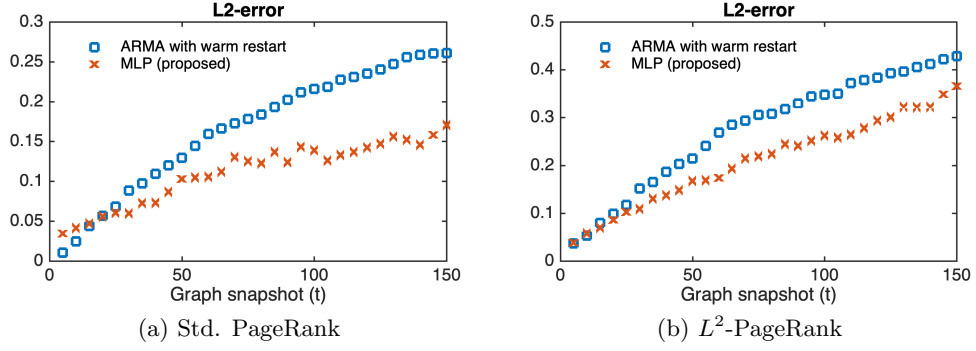 L2-error
0.3
0.25
0.2
0.15
0.1
0.05
0
ARMA with warm restart
MLP (proposed)
0 50 100 150
Graph snapshot (t)
(a) Std. PageRank
L2-error
0.5
0.4
0.3
0.2
0.1
0
ARMA with warm restart
MLP (proposed)
0 50 100 150
Graph snapshot (t)
(b) L²-PageRank